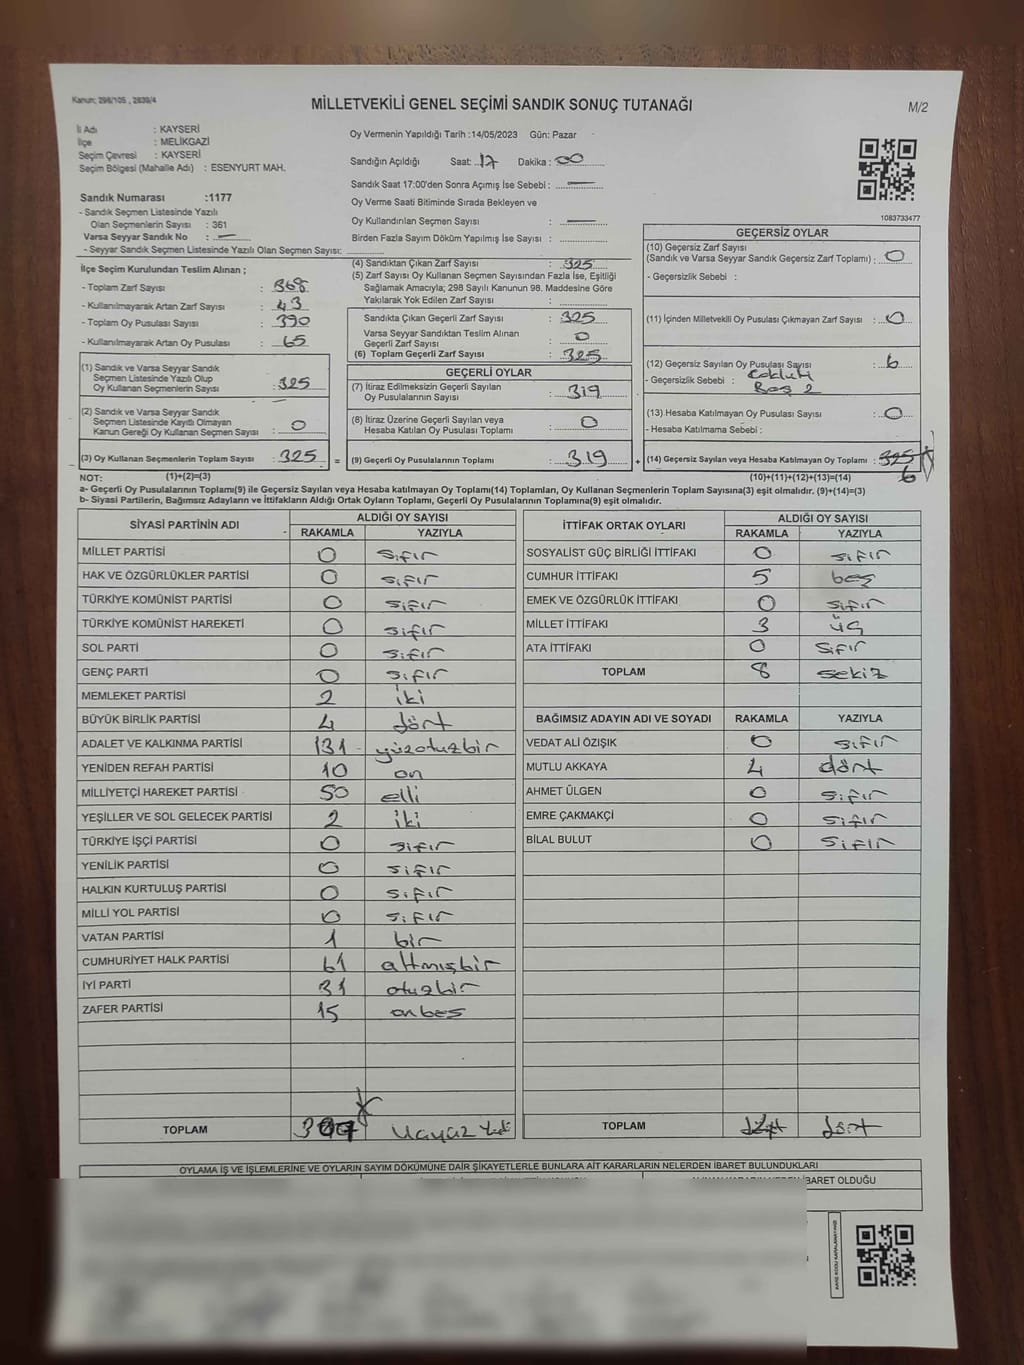 Kanun: 298/105 , 2839/4
MİLLETVEKİLİ GENEL SEÇİMİ SANDIK SONUÇ TUTANAĞI
M/2
İl Adı : KAYSERİ
İlçe : MELİKGAZİ
Seçim Çevresi : KAYSERİ
Seçim Bölgesi (Mahalle Adı) : ESENYURT MAH.
Sandık Numarası :1177
- Sandık Seçmen Listesinde Yazılı
Olan Seçmenlerin Sayısı : 361
Varsa Seyyar Sandık No : —
- Seyyar Sandık Seçmen Listesinde Yazılı Olan Seçmen Sayısı:
Oy Vermenin Yapıldığı Tarih :14/05/2023 Gün: Pazar
Sandığın Açıldığı Saat: 17 Dakika : 00
Sandık Saat 17:00'den Sonra Açımış İse Sebebi : —
Oy Verme Saati Bitiminde Sırada Bekleyen ve
Oy Kullandırılan Seçmen Sayısı : —
Birden Fazla Sayım Döküm Yapılmış İse Sayısı :
1083733477
İlçe Seçim Kurulundan Teslim Alınan ;
- Toplam Zarf Sayısı : 368
- Kullanılmayarak Artan Zarf Sayısı : 43
- Toplam Oy Pusulası Sayısı : 390
- Kullanılmayarak Artan Oy Pusulası : 65
(1) Sandık ve Varsa Seyyar Sandık
Seçmen Listesinde Yazılı Olup
Oy Kullanan Seçmenlerin Sayısı : 325
(2) Sandık ve Varsa Seyyar Sandık
Seçmen Listesinde Kayıtlı Olmayan
Kanun Gereği Oy Kullanan Seçmen Sayısı : 0
(3) Oy Kullanan Seçmenlerin Toplam Sayısı : 325 =
(4) Sandıktan Çıkan Zarf Sayısı : 325
(5) Zarf Sayısı Oy Kullanan Seçmen Sayısından Fazla İse, Eşitliği
Sağlamak Amacıyla; 298 Sayılı Kanunun 98. Maddesine Göre
Yakılarak Yok Edilen Zarf Sayısı :
Sandıkta Çıkan Geçerli Zarf Sayısı : 325
Varsa Seyyar Sandıktan Teslim Alınan
Geçerli Zarf Sayısı : 0
(6) Toplam Geçerli Zarf Sayısı : 325
GEÇERLİ OYLAR
(7) İtiraz Edilmeksizin Geçerli Sayılan
Oy Pusulalarının Sayısı : 319
(8) İtiraz Üzerine Geçerli Sayılan veya
Hesaba Katılan Oy Pusulası Toplamı : 0
(9) Geçerli Oy Pusulalarının Toplamı : 319 +
GEÇERSİZ OYLAR
(10) Geçersiz Zarf Sayısı
(Sandık ve Varsa Seyyar Sandık Geçersiz Zarf Toplamı) : 0
- Geçersizlik Sebebi :
(11) İçinden Milletvekili Oy Pusulası Çıkmayan Zarf Sayısı : 0
(12) Geçersiz Sayılan Oy Pusulası Sayısı : 6
- Geçersizlik Sebebi :
Boş 2
(13) Hesaba Katılmayan Oy Pusulası Sayısı : 0
- Hesaba Katılmama Sebebi :
(14) Geçersiz Sayılan veya Hesaba Katılmayan Oy Toplamı : 325
6
NOT: (1)+(2)=(3) (10)+(11)+(12)+(13)=(14)
a- Geçerli Oy Pusulalarının Toplamı(9) ile Geçersiz Sayılan veya Hesaba katılmayan Oy Toplamı(14) Toplamları, Oy Kullanan Seçmenlerin Toplam Sayısına(3) eşit olmalıdır. (9)+(14)=(3)
b- Siyasi Partilerin, Bağımsız Adayların ve İttifakların Aldığı Ortak Oyların Toplamı, Geçerli Oy Pusulalarının Toplamına(9) eşit olmalıdır.
SİYASİ PARTİNİN ADI ALDIĞI OY SAYISI
RAKAMLA YAZIYLA
MİLLET PARTİSİ 0 sıfır
HAK VE ÖZGÜRLÜKLER PARTİSİ 0 sıfır
TÜRKİYE KOMÜNİST PARTİSİ 0 sıfır
TÜRKİYE KOMÜNİST HAREKETİ 0 sıfır
SOL PARTİ 0 sıfır
GENÇ PARTİ 0 sıfır
MEMLEKET PARTİSİ 2 iki
BÜYÜK BİRLİK PARTİSİ 4 dört
ADALET VE KALKINMA PARTİSİ 131 yüzotuzbir
YENİDEN REFAH PARTİSİ 10 on
MİLLİYETÇİ HAREKET PARTİSİ 50 elli
YEŞİLLER VE SOL GELECEK PARTİSİ 2 iki
TÜRKİYE İŞÇİ PARTİSİ 0 sıfır
YENİLİK PARTİSİ 0 sıfır
HALKIN KURTULUŞ PARTİSİ 0 sıfır
MİLLİ YOL PARTİSİ 0 sıfır
VATAN PARTİSİ 1 bir
CUMHURİYET HALK PARTİSİ 61 altmışbir
İYİ PARTİ 31 otuzbir
ZAFER PARTİSİ 15 onbeş
TOPLAM 307
İTTİFAK ORTAK OYLARI ALDIĞI OY SAYISI
RAKAMLA YAZIYLA
SOSYALİST GÜÇ BİRLİĞİ İTTİFAKI 0 sıfır
CUMHUR İTTİFAKI 5 beş
EMEK VE ÖZGÜRLÜK İTTİFAKI 0 sıfır
MİLLET İTTİFAKI 3 üç
ATA İTTİFAKI 0 sıfır
TOPLAM 8 sekiz
BAĞIMSIZ ADAYIN ADI VE SOYADI RAKAMLA YAZIYLA
VEDAT ALİ ÖZIŞIK 0 sıfır
MUTLU AKKAYA 4 dört
AHMET ÜLGEN 0 sıfır
EMRE ÇAKMAKÇİ 0 sıfır
BİLAL BULUT 0 sıfır
TOPLAM dört
OYLAMA İŞ VE İŞLEMLERİNE VE OYLARIN SAYIM DÖKÜMÜNE DAİR ŞİKAYETLERLE BUNLARA AİT KARARLARIN NELERDEN İBARET BULUNDUKLARI
İBARET OLDUĞU